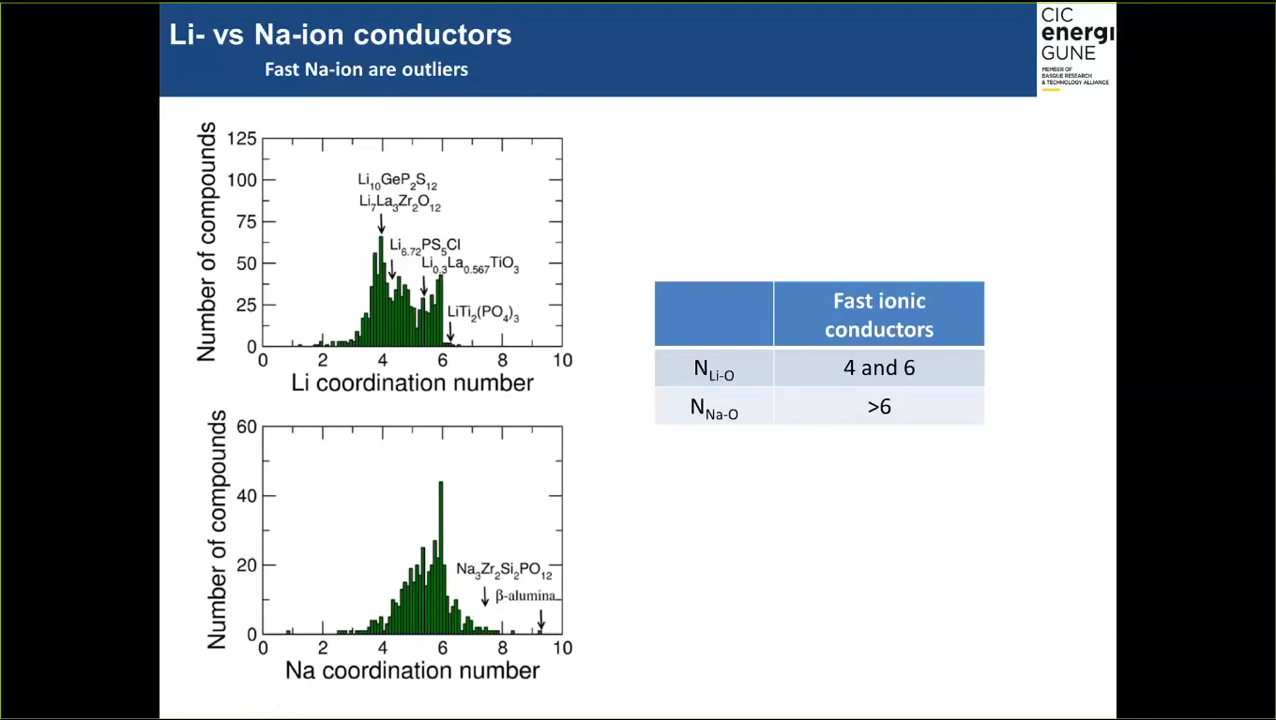 Li- vs Na-ion conductors
Fast Na-ion are outliers
CIC
energi
GUNE
MEMBER OF
BASQUE RESEARCH
& TECHNOLOGY ALLIANCE
Number of compounds
125
100
75
50
25
0
Li₁₀GeP₂S₁₂
Li₇La₃Zr₂O₁₂
Li₆.₇₂PS₅Cl
Li₀.₃La₀.₅₆₇TiO₃
LiTi₂(PO₄)₃
0 2 4 6 8 10
Li coordination number
Number of compounds
60
40
20
0
Na₃Zr₂Si₂PO₁₂
β-alumina
0 2 4 6 8 10
Na coordination number
Fast ionic
conductors
N_Li-O 4 and 6
N_Na-O >6